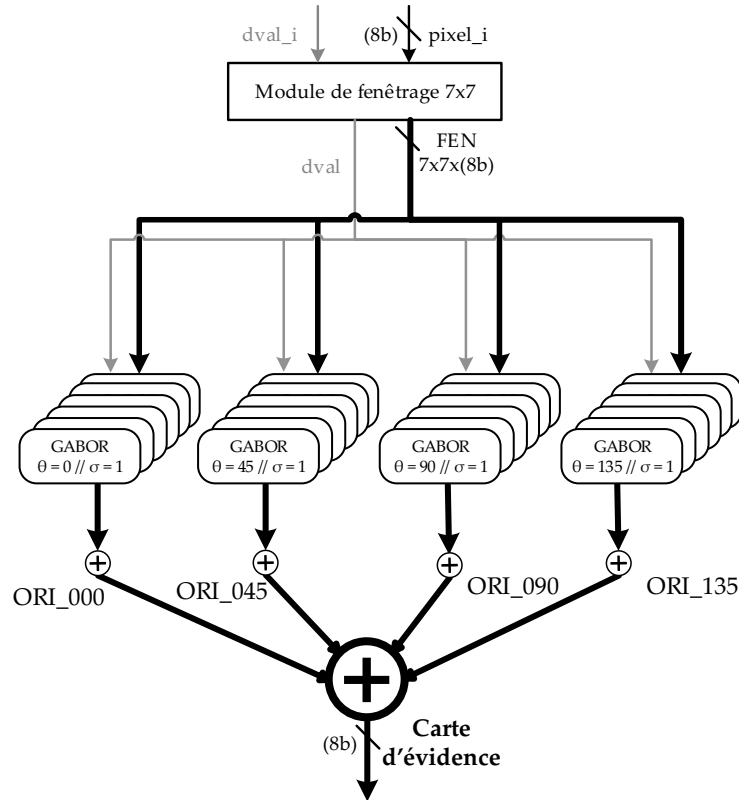 dval_i
(8b)
pixel_i
Module de fenêtrage 7x7
dval
FEN
7x7x(8b)
GABOR
θ = 0 // σ = 1
GABOR
θ = 45 // σ = 1
GABOR
θ = 90 // σ = 1
GABOR
θ = 135 // σ = 1
ORI_000
ORI_045
ORI_090
ORI_135
(8b)
Carte
d’évidence